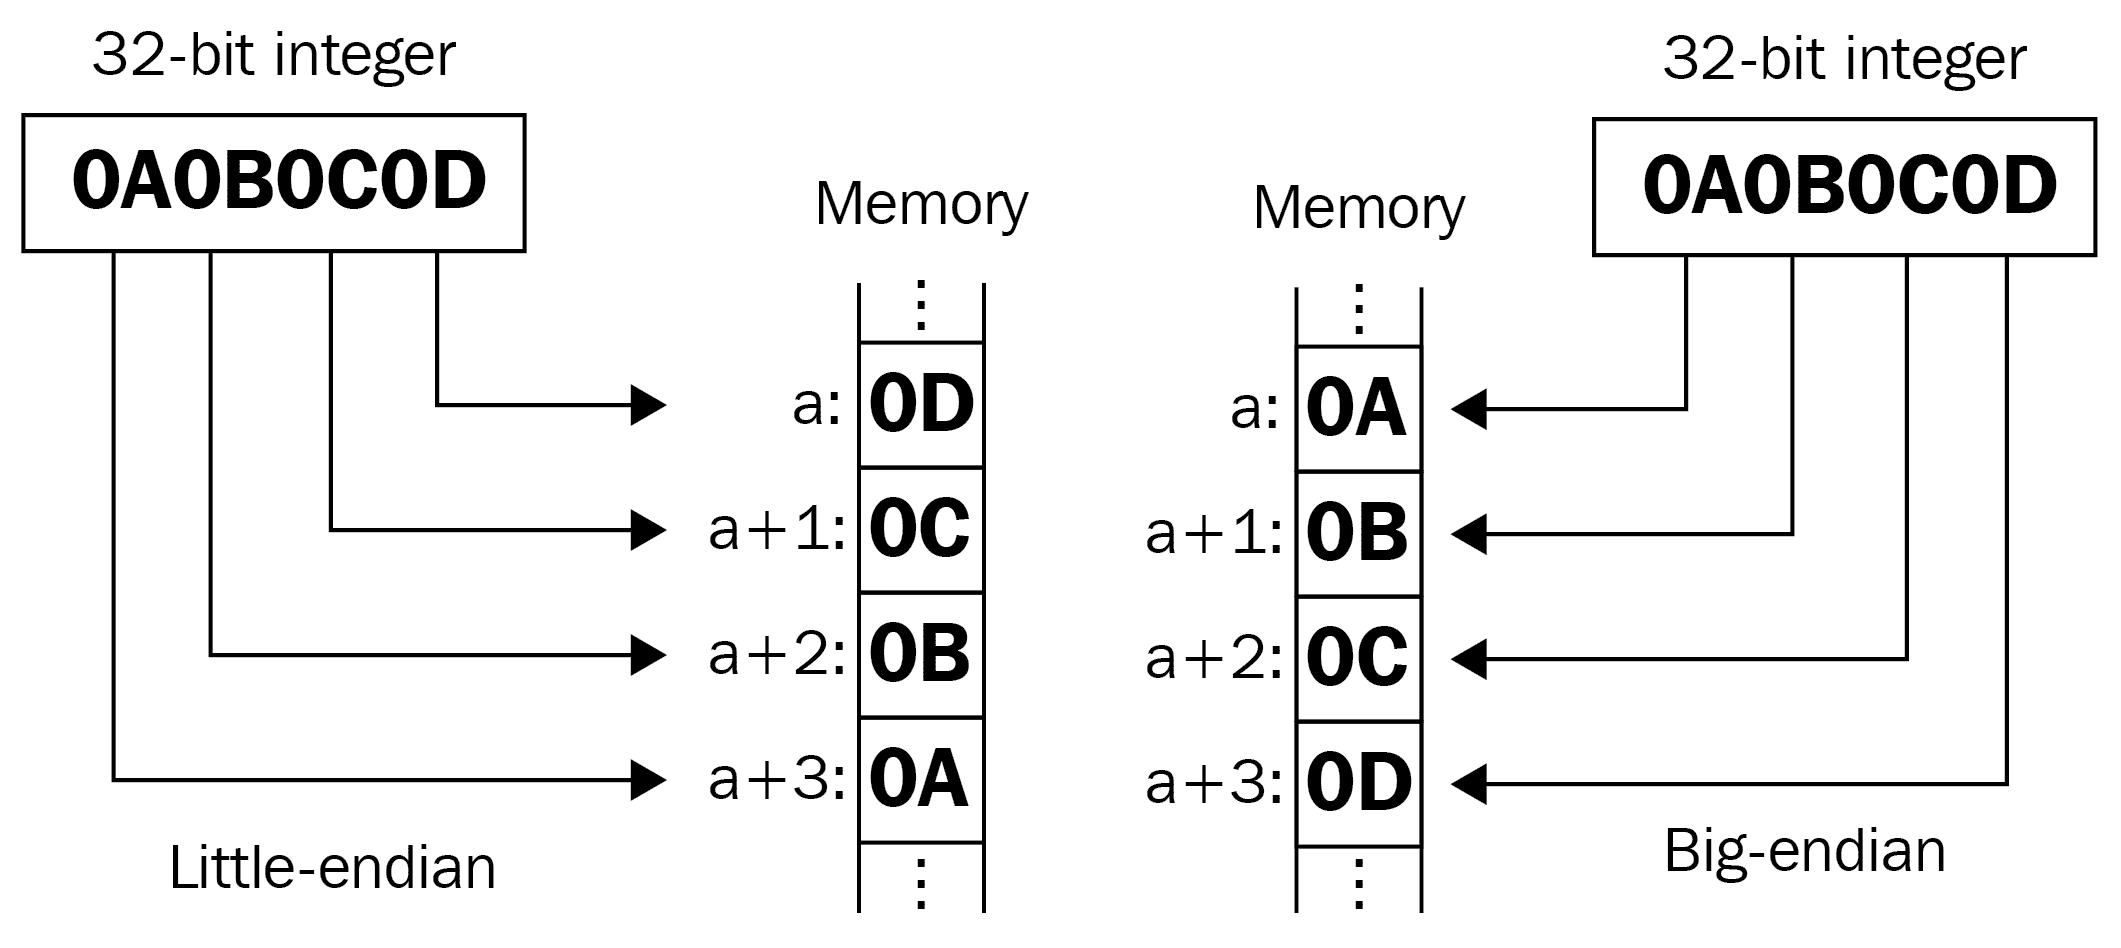 32-bit integer
0A0B0C0D
Memory
⋮
a: 0D
a+1: 0C
a+2: 0B
a+3: 0A
⋮
Little-endian
32-bit integer
0A0B0C0D
Memory
⋮
a: 0A
a+1: 0B
a+2: 0C
a+3: 0D
⋮
Big-endian